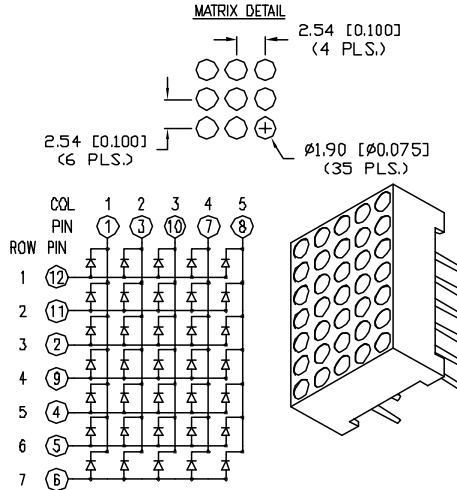 MATRIX DETAIL
2.54 [0.100]
(4 PLS.)
2.54 [0.100]
(6 PLS.)
Ø1.90 [Ø0.075]
(35 PLS.)
COL 1 2 3 4 5
PIN 1 3 10 7 8
ROW PIN
1 12
2 11
3 2
4 9
5 4
6 5
7 6